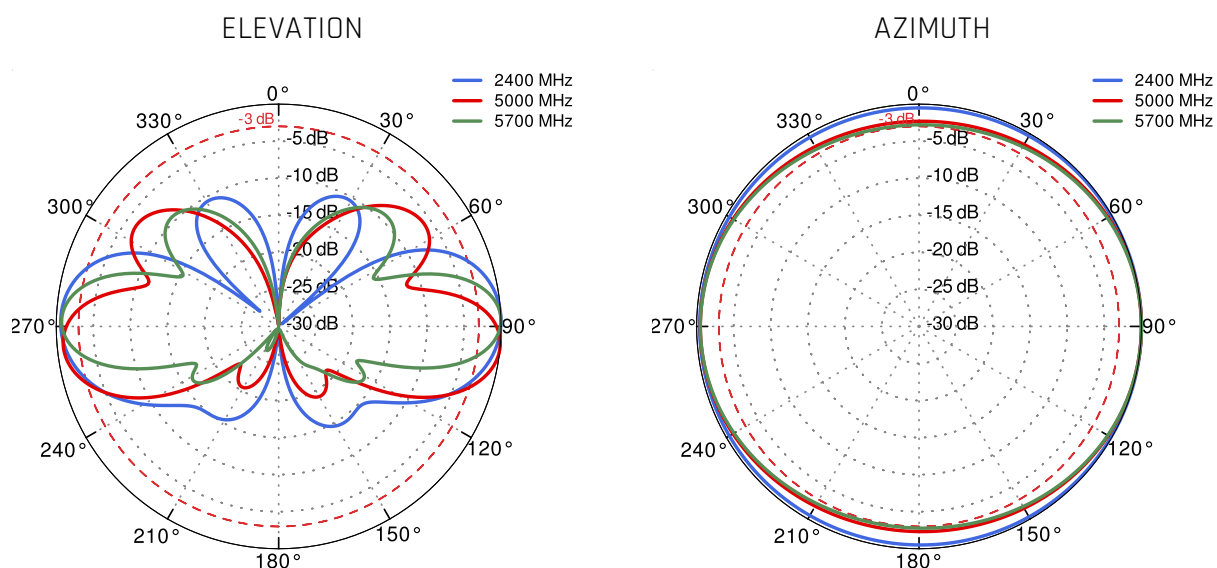 ELEVATION
2400 MHz
5000 MHz
5700 MHz
0°
330°
30°
-3 dB
-5 dB
-10 dB
300°
60°
-15 dB
-20 dB
-25 dB
-30 dB
270°
90°
240°
120°
210°
150°
180°
AZIMUTH
2400 MHz
5000 MHz
5700 MHz
0°
330°
30°
-3 dB
-5 dB
-10 dB
300°
60°
-15 dB
-20 dB
-25 dB
-30 dB
270°
90°
240°
120°
210°
150°
180°